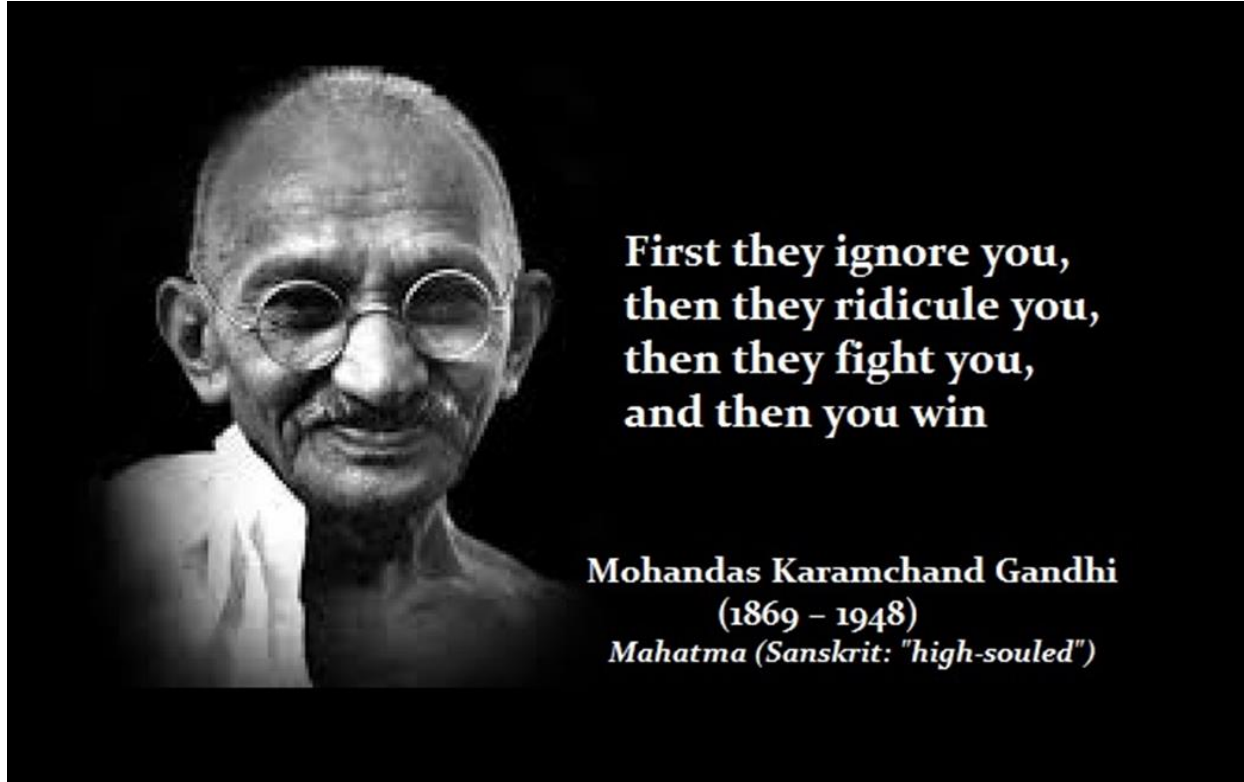 First they ignore you,
then they ridicule you,
then they fight you,
and then you win
Mohandas Karamchand Gandhi
(1869 – 1948)
Mahatma (Sanskrit: "high-souled")